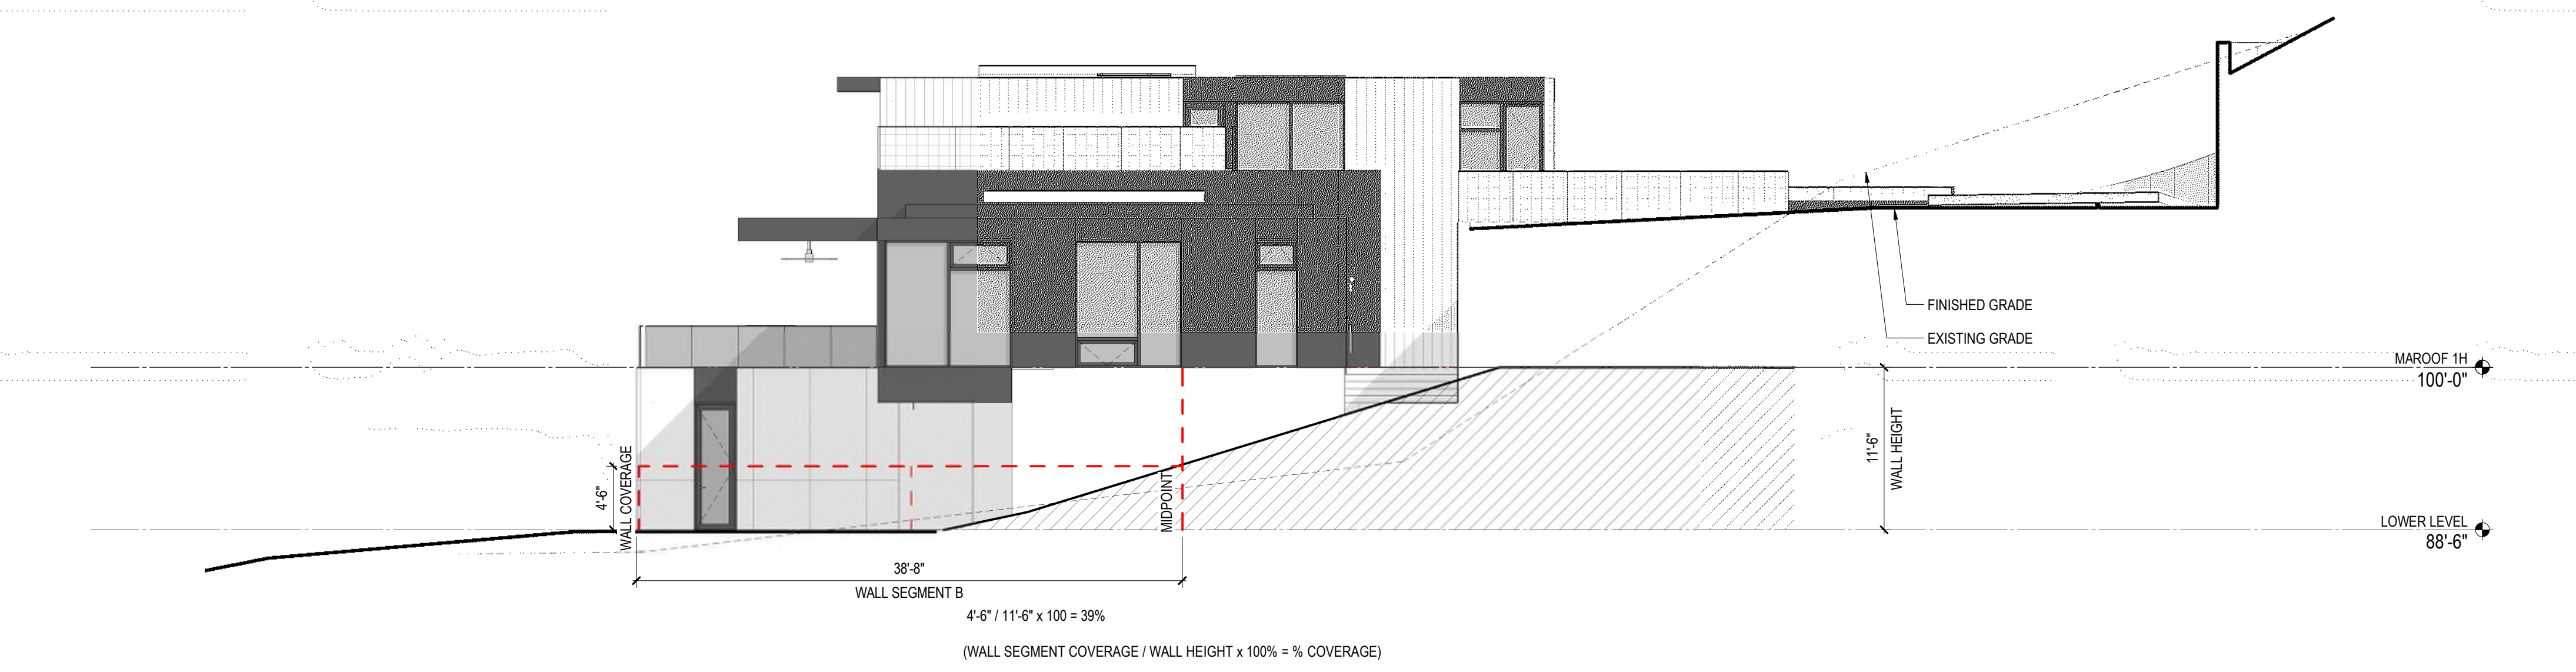 FINISHED GRADE
EXISTING GRADE
MAROOF 1H
100'-0"
11'-6"
WALL HEIGHT
4'-6"
WALL COVERAGE
MIDPOINT
LOWER LEVEL
88'-6"
38'-8"
WALL SEGMENT B
4'-6" / 11'-6" x 100 = 39%
(WALL SEGMENT COVERAGE / WALL HEIGHT x 100% = % COVERAGE)